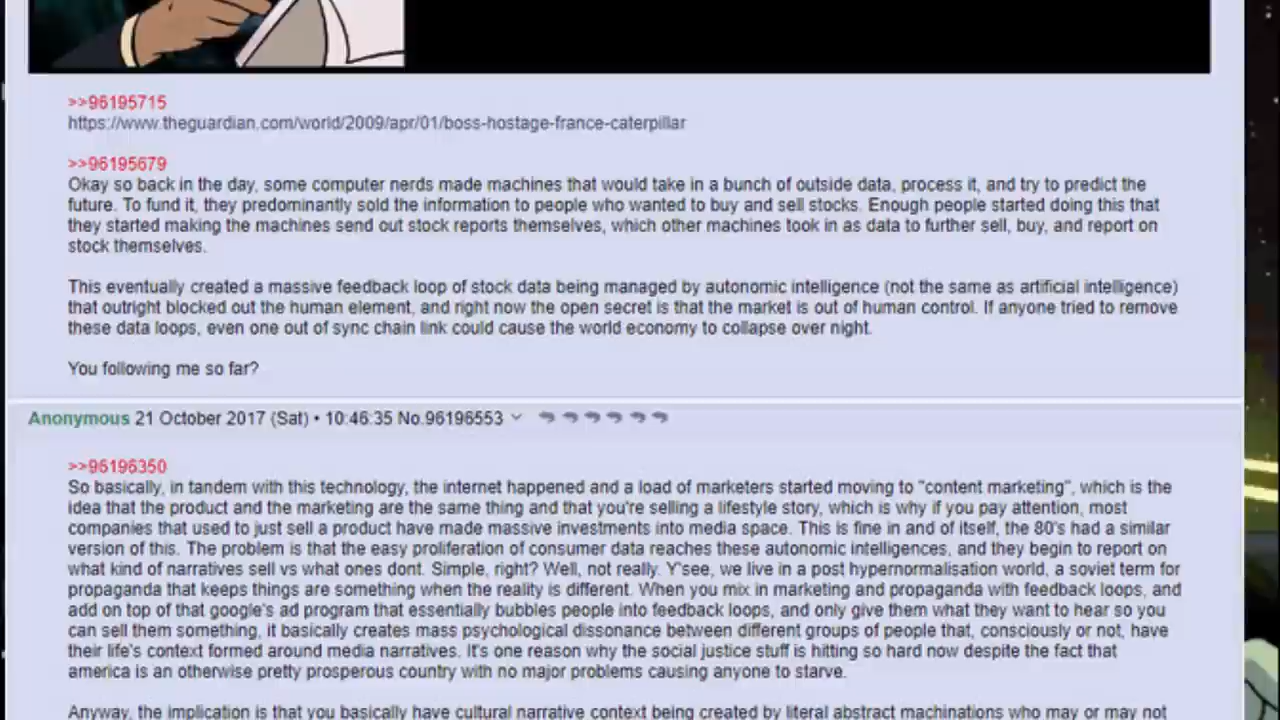 >>96195715
https://www.theguardian.com/world/2009/apr/01/boss-hostage-france-caterpillar
>>96195679
Okay so back in the day, some computer nerds made machines that would take in a bunch of outside data, process it, and try to predict the
future. To fund it, they predominantly sold the information to people who wanted to buy and sell stocks. Enough people started doing this that
they started making the machines send out stock reports themselves, which other machines took in as data to further sell, buy, and report on
stock themselves.
This eventually created a massive feedback loop of stock data being managed by autonomic intelligence (not the same as artificial intelligence)
that outright blocked out the human element, and right now the open secret is that the market is out of human control. If anyone tried to remove
these data loops, even one out of sync chain link could cause the world economy to collapse over night.
You following me so far?
Anonymous 21 October 2017 (Sat) • 10:46:35 No.96196553
>>96196350
So basically, in tandem with this technology, the internet happened and a load of marketers started moving to "content marketing", which is the
idea that the product and the marketing are the same thing and that you're selling a lifestyle story, which is why if you pay attention, most
companies that used to just sell a product have made massive investments into media space. This is fine in and of itself, the 80's had a similar
version of this. The problem is that the easy proliferation of consumer data reaches these autonomic intelligences, and they begin to report on
what kind of narratives sell vs what ones dont. Simple, right? Well, not really. Y'see, we live in a post hypernormalisation world, a soviet term for
propaganda that keeps things are something when the reality is different. When you mix in marketing and propaganda with feedback loops, and
add on top of that google's ad program that essentially bubbles people into feedback loops, and only give them what they want to hear so you
can sell them something, it basically creates mass psychological dissonance between different groups of people that, consciously or not, have
their life's context formed around media narratives. It's one reason why the social justice stuff is hitting so hard now despite the fact that
america is an otherwise pretty prosperous country with no major problems causing anyone to starve.
Anyway, the implication is that you basically have cultural narrative context being created by literal abstract machinations who may or may not